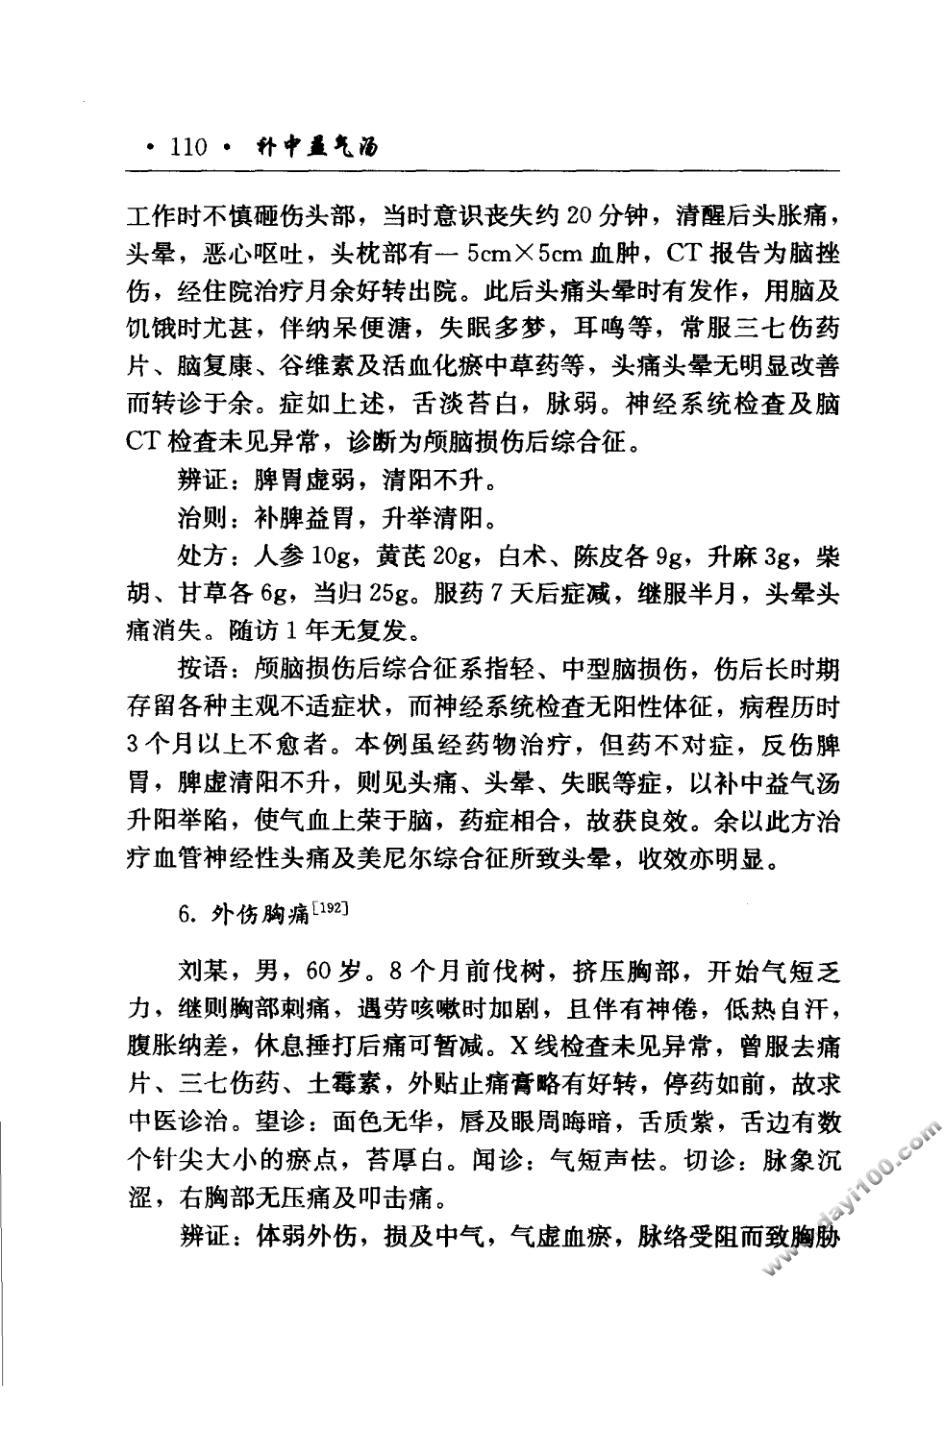 · 110 · 补中益气汤
工作时不慎砸伤头部，当时意识丧失约 20 分钟，清醒后头胀痛，
头晕，恶心呕吐，头枕部有一 5cm×5cm 血肿，CT 报告为脑挫
伤，经住院治疗月余好转出院。此后头痛头晕时有发作，用脑及
饥饿时尤甚，伴纳呆便溏，失眠多梦，耳鸣等，常服三七伤药
片、脑复康、谷维素及活血化瘀中草药等，头痛头晕无明显改善
而转诊于余。症如上述，舌淡苔白，脉弱。神经系统检查及脑
CT 检查未见异常，诊断为颅脑损伤后综合征。
辨证：脾胃虚弱，清阳不升。
治则：补脾益胃，升举清阳。
处方：人参 10g，黄芪 20g，白术、陈皮各 9g，升麻 3g，柴
胡、甘草各 6g，当归 25g。服药 7 天后症减，继服半月，头晕头
痛消失。随访 1 年无复发。
按语：颅脑损伤后综合征系指轻、中型脑损伤，伤后长时期
存留各种主观不适症状，而神经系统检查无阳性体征，病程历时
3 个月以上不愈者。本例虽经药物治疗，但药不对症，反伤脾
胃，脾虚清阳不升，则见头痛、头晕、失眠等症，以补中益气汤
升阳举陷，使气血上荣于脑，药症相合，故获良效。余以此方治
疗血管神经性头痛及美尼尔综合征所致头晕，收效亦明显。
6. 外伤胸痛[192]
刘某，男，60 岁。8 个月前伐树，挤压胸部，开始气短乏
力，继则胸部刺痛，遇劳咳嗽时加剧，且伴有神倦，低热自汗，
腹胀纳差，休息捶打后痛可暂减。X 线检查未见异常，曾服去痛
片、三七伤药、土霉素，外贴止痛膏略有好转，停药如前，故求
中医诊治。望诊：面色无华，唇及眼周晦暗，舌质紫，舌边有数
个针尖大小的瘀点，苔厚白。闻诊：气短声怯。切诊：脉象沉
涩，右胸部无压痛及叩击痛。
辨证：体弱外伤，损及中气，气虚血瘀，脉络受阻而致胸胁
www.dayi100.com